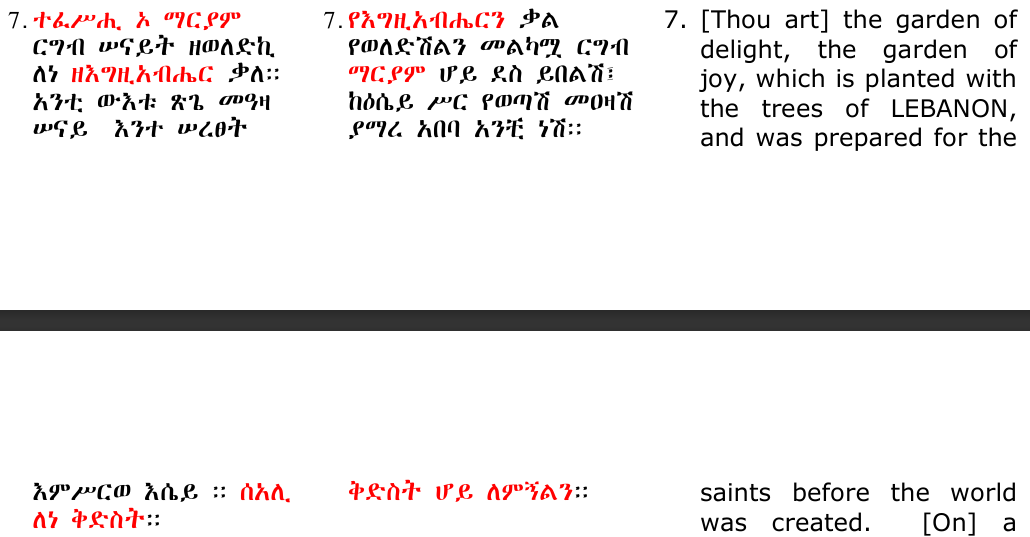 7. ተፈሥሒ ኦ ማርያም
ርግብ ሠናይት ዘወለድኪ
ለነ ዘእግዚአብሔር ቃለ፡፡
አንቲ ውእቱ ጽጌ መዓዛ
ሠናይ እንተ ሠረፀት
እምሥርወ እሴይ ፡፡ ሰአሊ
ለነ ቅድስት፡፡
7. የእግዚአብሔርን ቃል
የወለድሽልን መልካሟ ርግብ
ማርያም ሆይ ደስ ይበልሽ፤
ከዕሴይ ሥር የወጣሽ መዐዛሽ
ያማረ አበባ አንቺ ነሽ፡፡
ቅድስት ሆይ ለምኝልን፡፡
7. [Thou art] the garden of
delight, the garden of
joy, which is planted with
the trees of LEBANON,
and was prepared for the
saints before the world
was created. [On] a